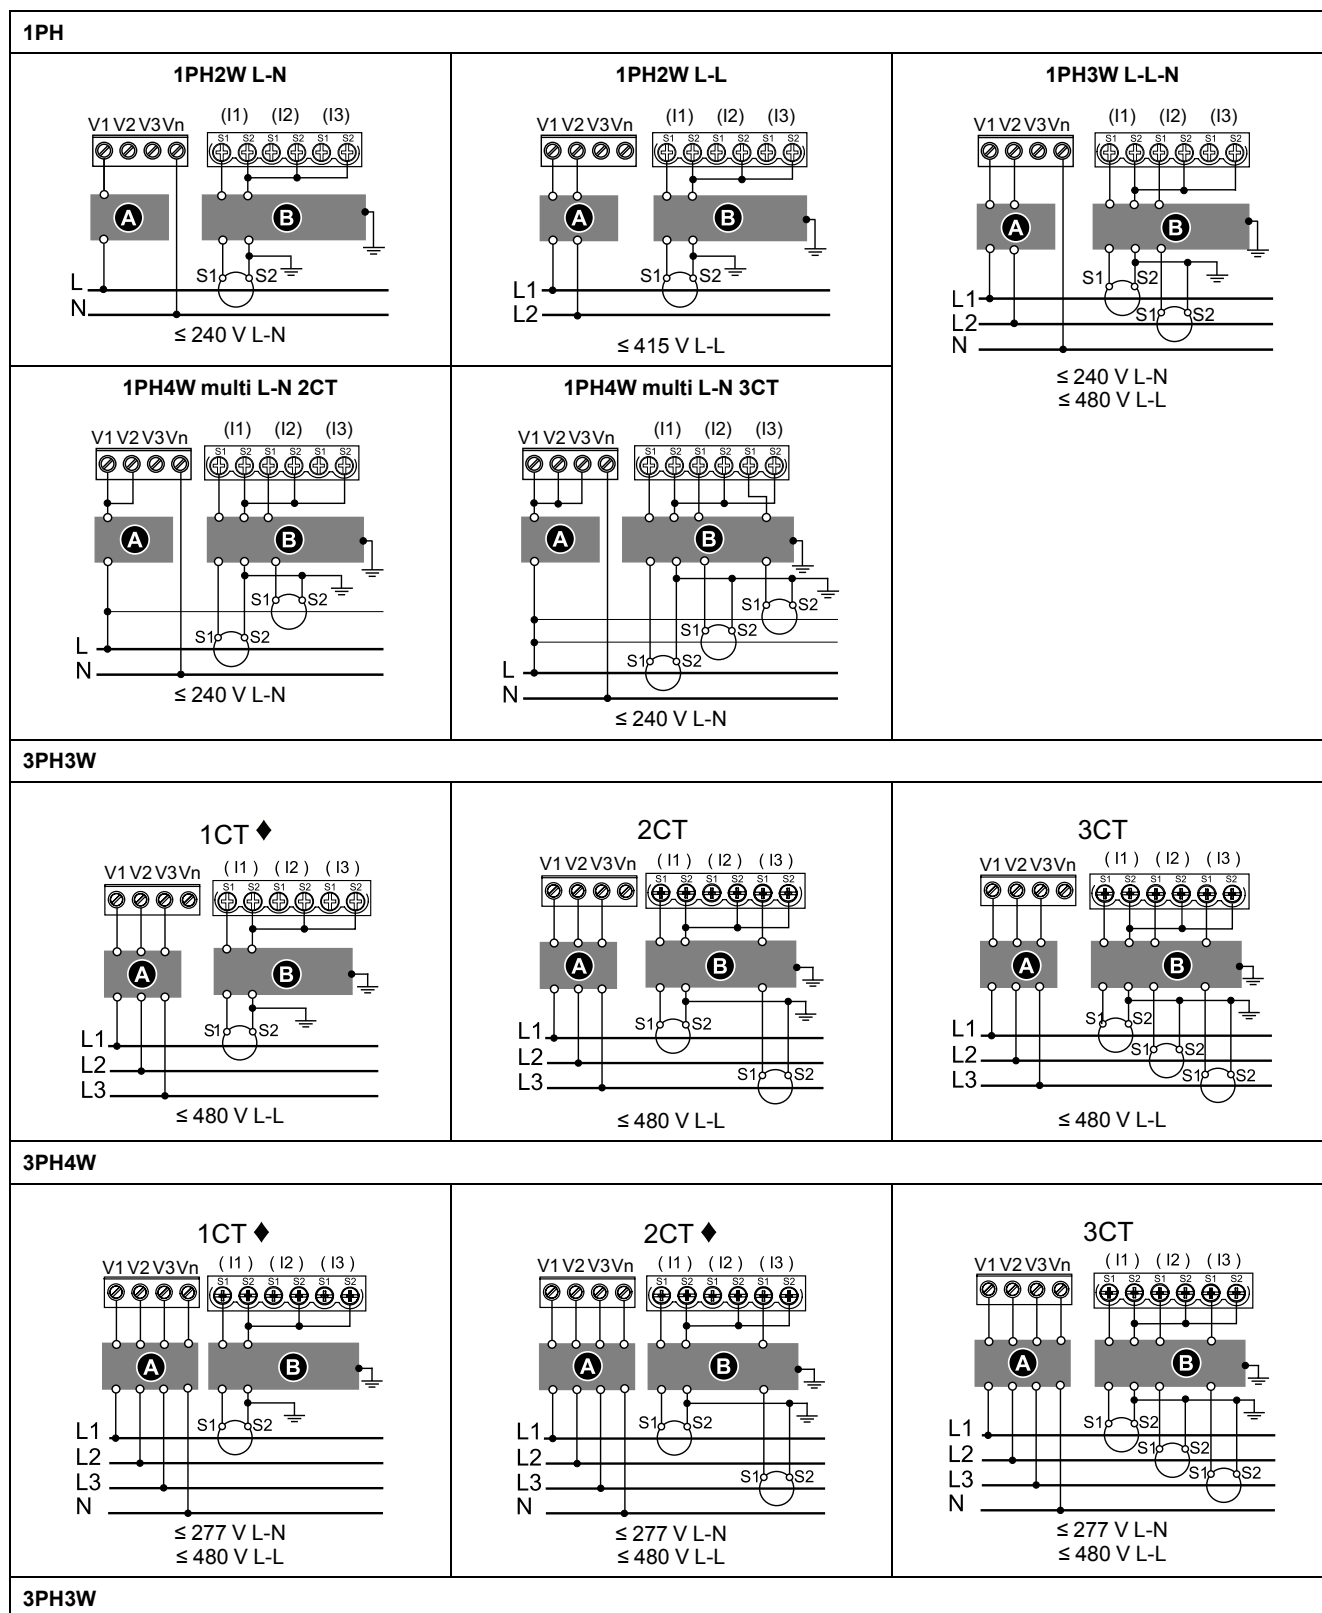 1PH
1PH2W L-N
(I1) (I2) (I3)
V1 V2 V3 Vn
S1 S2 S1 S2 S1 S2
A B
S1 S2
L
N
≤ 240 V L-N
1PH2W L-L
(I1) (I2) (I3)
V1 V2 V3 Vn
S1 S2 S1 S2 S1 S2
A B
S1 S2
L1
L2
≤ 415 V L-L
1PH3W L-L-N
(I1) (I2) (I3)
V1 V2 V3 Vn
S1 S2 S1 S2 S1 S2
A B
S1 S2
L1
S1 S2
L2
N
≤ 240 V L-N
≤ 480 V L-L
1PH4W multi L-N 2CT
(I1) (I2) (I3)
V1 V2 V3 Vn
S1 S2 S1 S2 S1 S2
A B
S1 S2
S1 S2
L
N
≤ 240 V L-N
1PH4W multi L-N 3CT
(I1) (I2) (I3)
V1 V2 V3 Vn
S1 S2 S1 S2 S1 S2
A B
S1 S2
S1 S2
S1 S2
L
N
≤ 240 V L-N
3PH3W
1CT ♦
V1 V2 V3 Vn ( I1 ) ( I2 ) ( I3 )
S1 S2 S1 S2 S1 S2
A B
S1 S2
L1
L2
L3
≤ 480 V L-L
2CT
V1 V2 V3 Vn ( I1 ) ( I2 ) ( I3 )
S1 S2 S1 S2 S1 S2
A B
S1 S2
L1
L2
S1 S2
L3
≤ 480 V L-L
3CT
V1 V2 V3 Vn ( I1 ) ( I2 ) ( I3 )
S1 S2 S1 S2 S1 S2
A B
S1 S2
L1
S1 S2
L2
S1 S2
L3
≤ 480 V L-L
3PH4W
1CT ♦
V1 V2 V3 Vn ( I1 ) ( I2 ) ( I3 )
S1 S2 S1 S2 S1 S2
A B
S1 S2
L1
L2
L3
N
≤ 277 V L-N
≤ 480 V L-L
2CT ♦
V1 V2 V3 Vn ( I1 ) ( I2 ) ( I3 )
S1 S2 S1 S2 S1 S2
A B
S1 S2
L1
L2
S1 S2
L3
N
≤ 277 V L-N
≤ 480 V L-L
3CT
V1 V2 V3 Vn ( I1 ) ( I2 ) ( I3 )
S1 S2 S1 S2 S1 S2
A B
S1 S2
L1
S1 S2
L2
S1 S2
L3
N
≤ 277 V L-N
≤ 480 V L-L
3PH3W